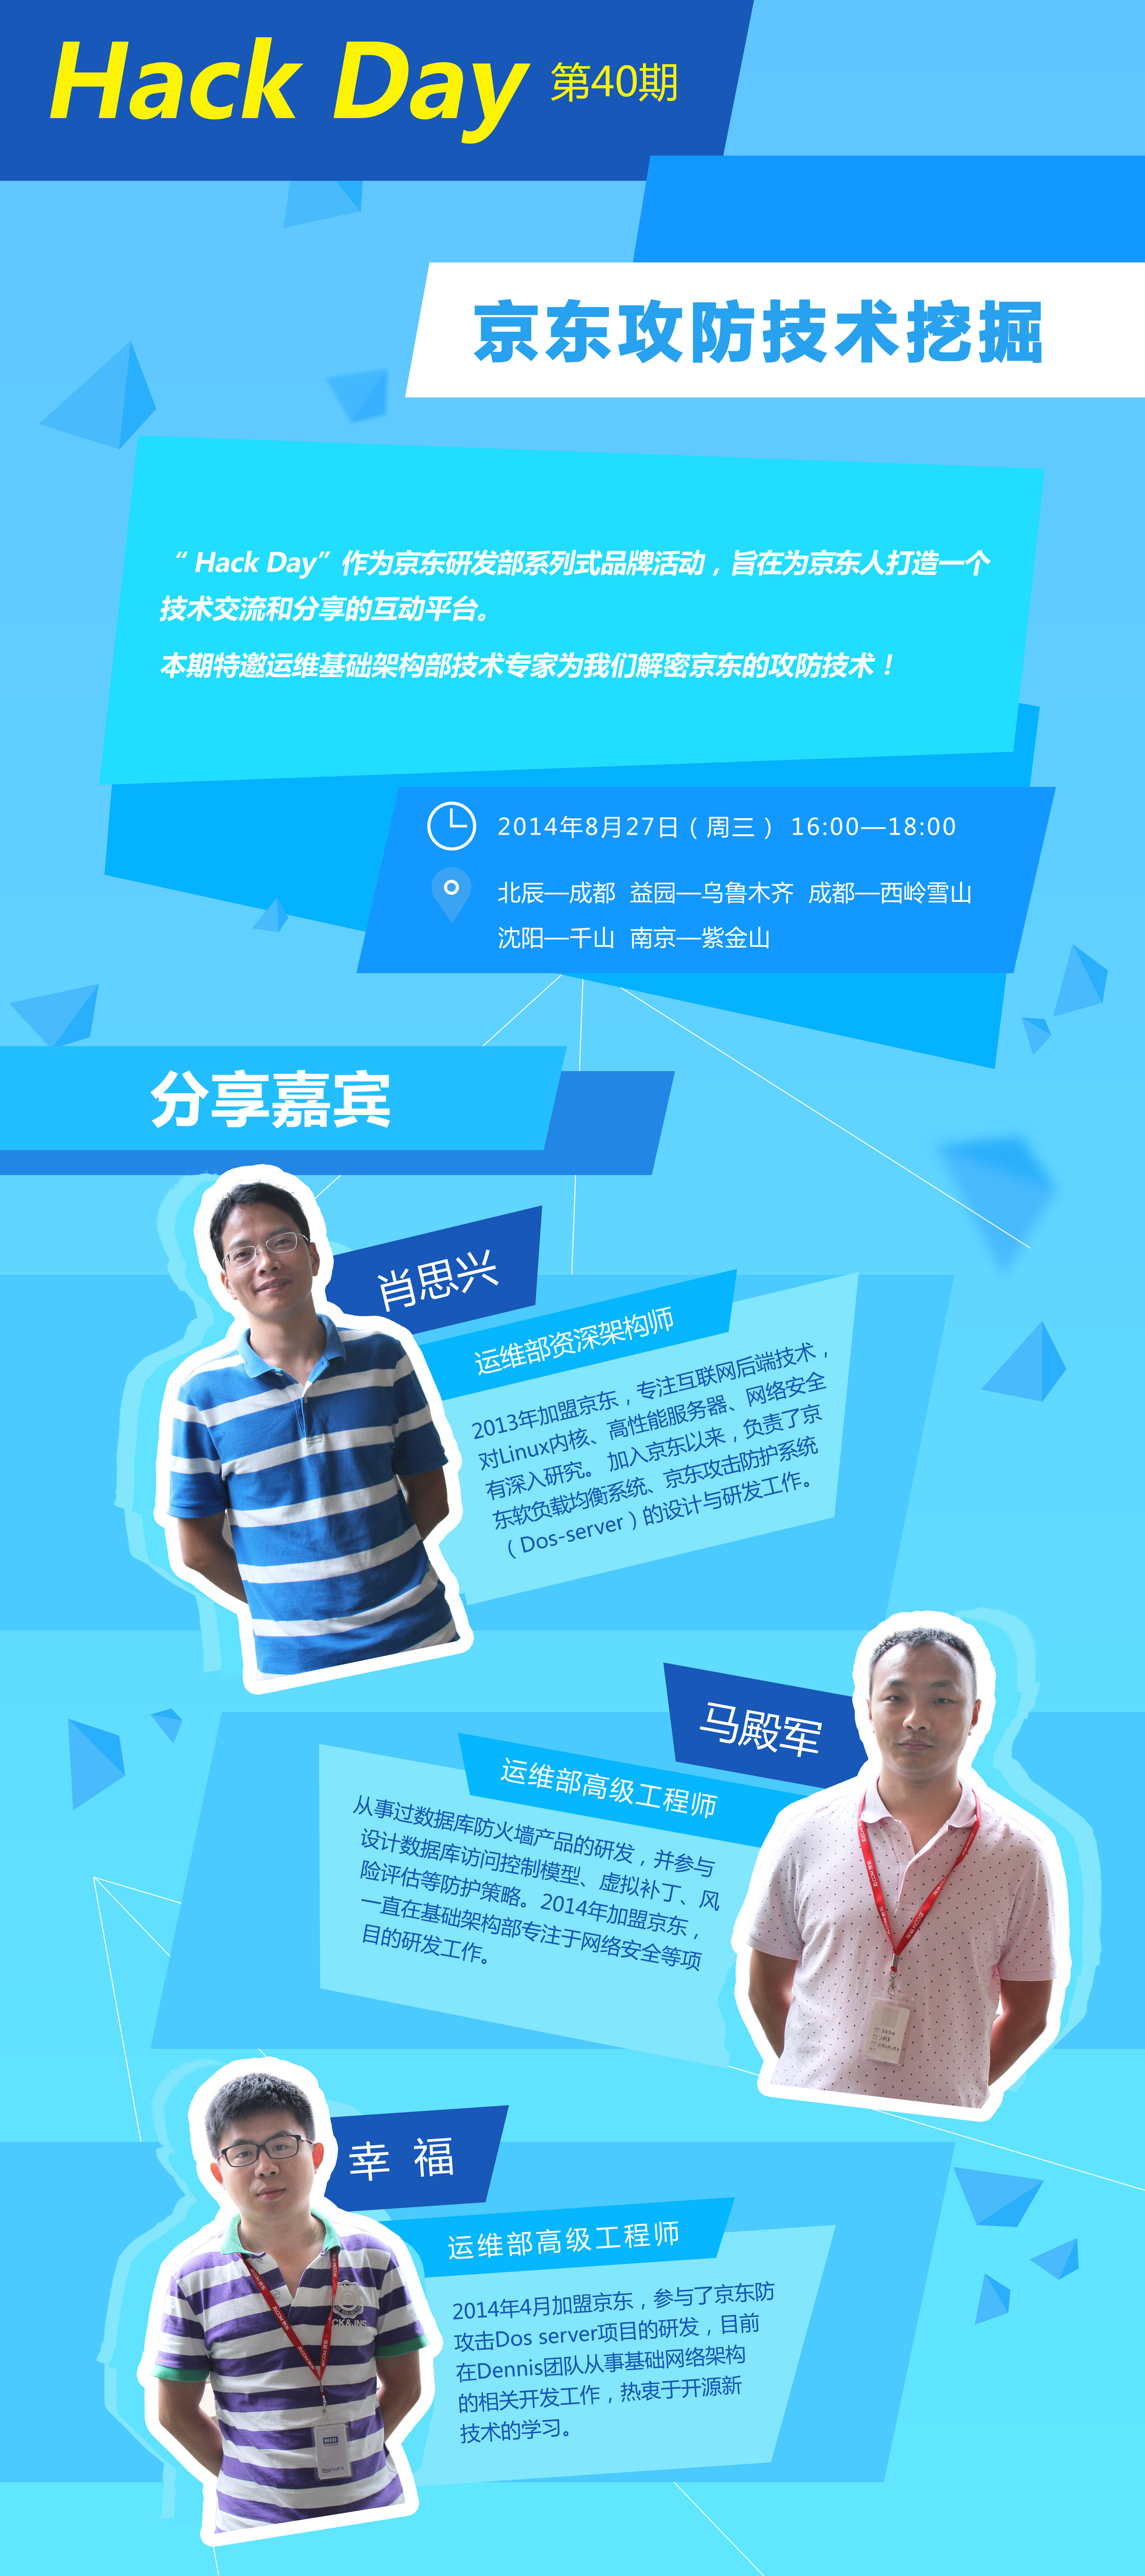 Hack Day 第40期
京东攻防技术挖掘
“ Hack Day”作为京东研发部系列式品牌活动，旨在为京东人打造一个
技术交流和分享的互动平台。
本期特邀运维基础架构部技术专家为我们解密京东的攻防技术！
2014年8月27日（周三） 16:00—18:00
北辰—成都 益园—乌鲁木齐 成都—西岭雪山
沈阳—千山 南京—紫金山
分享嘉宾
肖思兴
运维部资深架构师
2013年加盟京东，专注互联网后端技术，
对Linux内核、高性能服务器、网络安全
有深入研究。 加入京东以来，负责了京
东软负载均衡系统、京东攻击防护系统
（Dos-server）的设计与研发工作。
马殿军
运维部高级工程师
从事过数据库防火墙产品的研发，并参与
设计数据库访问控制模型、虚拟补丁、风
险评估等防护策略。2014年加盟京东，
一直在基础架构部专注于网络安全等项
目的研发工作。
幸 福
运维部高级工程师
2014年4月加盟京东，参与了京东防
攻击Dos server项目的研发，目前
在Dennis团队从事基础网络架构
的相关开发工作，热衷于开源新
技术的学习。